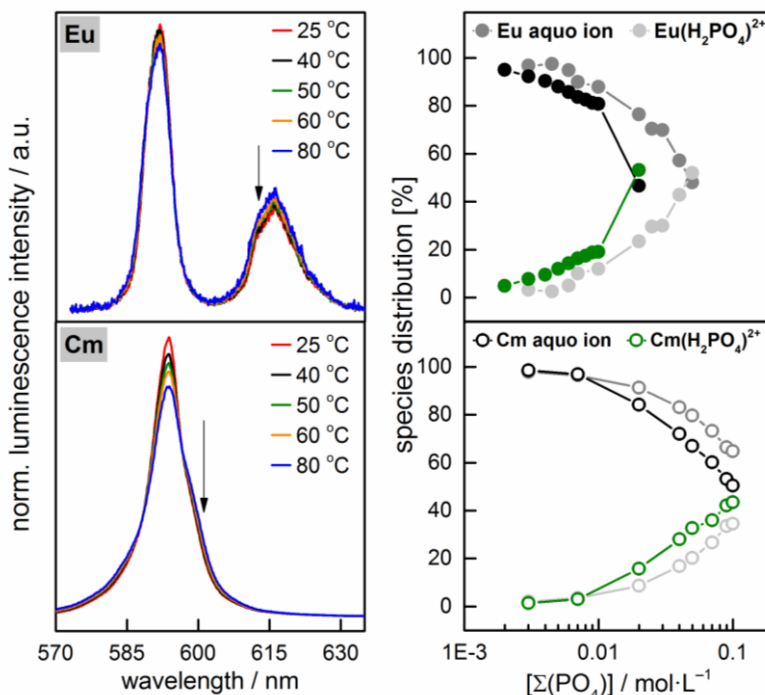 Eu
25 °C
40 °C
50 °C
60 °C
80 °C
Cm
25 °C
40 °C
50 °C
60 °C
80 °C
norm. luminescence intensity / a.u.
570 585 600 615 630
wavelength / nm
Eu aquo ion Eu(H₂PO₄)²⁺
100
80
60
40
20
0
Cm aquo ion Cm(H₂PO₄)²⁺
100
80
60
40
20
0
species distribution [%]
1E-3 0.01 0.1
[Σ(PO₄)] / mol·L⁻¹